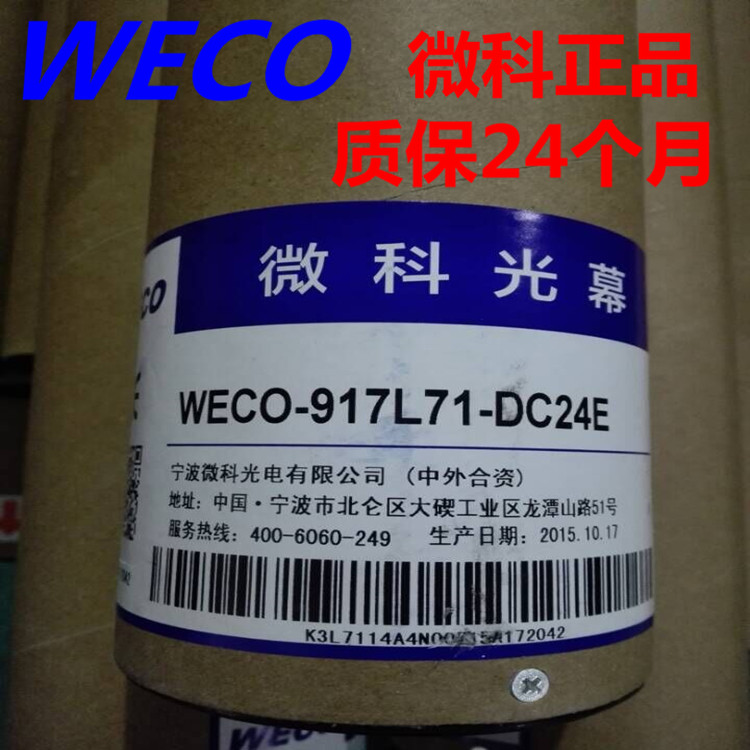 WECO
微科正品
质保24个月
微科光幕
WECO-917L71-DC24E
宁波微科光电有限公司（中外合资）
地址：中国·宁波市北仑区大碶工业区龙潭山路51号
服务热线：400-6060-249 生产日期：2015.10.17
WECO